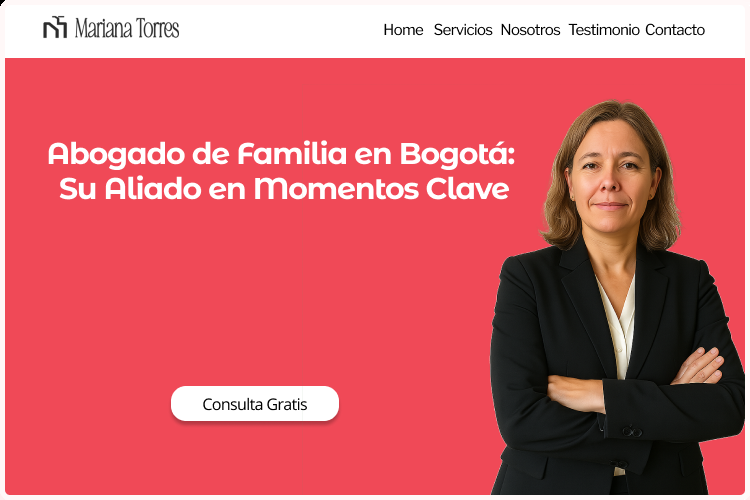 Mariana Torres
Home Servicios Nosotros Testimonio Contacto
Abogado de Familia en Bogotá:
Su Aliado en Momentos Clave
Consulta Gratis